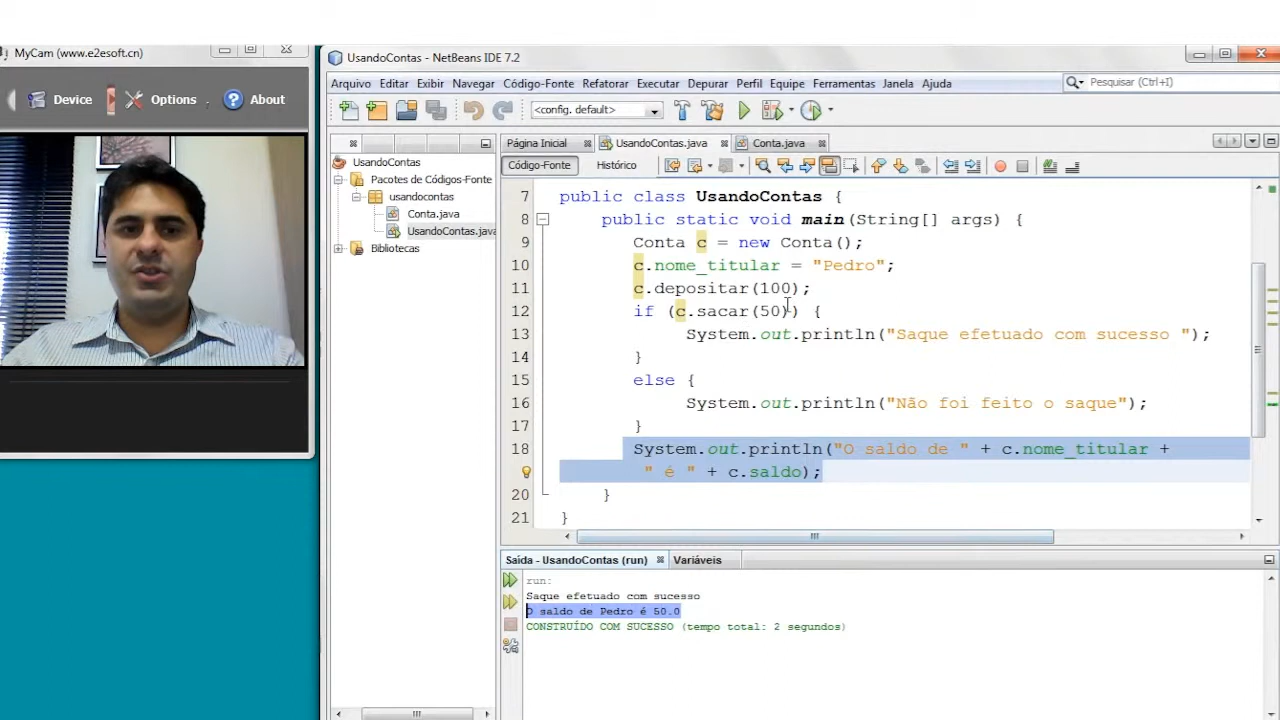 MyCam (www.e2esoft.cn)
Device
Options
About
UsandoContas - NetBeans IDE 7.2
Arquivo Editar Exibir Navegar Código-Fonte Refatorar Executar Depurar Perfil Equipe Ferramentas Janela Ajuda
Pesquisar (Ctrl+I)
<config. default>
UsandoContas
Pacotes de Códigos-Fonte
usandocontas
Conta.java
UsandoContas.java
Bibliotecas
Página Inicial UsandoContas.java Conta.java
Código-Fonte Histórico
7 public class UsandoContas {
8 public static void main(String[] args) {
9 Conta c = new Conta();
10 c.nome_titular = "Pedro";
11 c.depositar(100);
12 if (c.sacar(50)) {
13 System.out.println("Saque efetuado com sucesso ");
14 }
15 else {
16 System.out.println("Não foi feito o saque");
17 }
18 System.out.println("O saldo de " + c.nome_titular +
" é " + c.saldo);
20 }
21 }
Saída - UsandoContas (run) Variáveis
run:
Saque efetuado com sucesso
O saldo de Pedro é 50.0
CONSTRUÍDO COM SUCESSO (tempo total: 2 segundos)